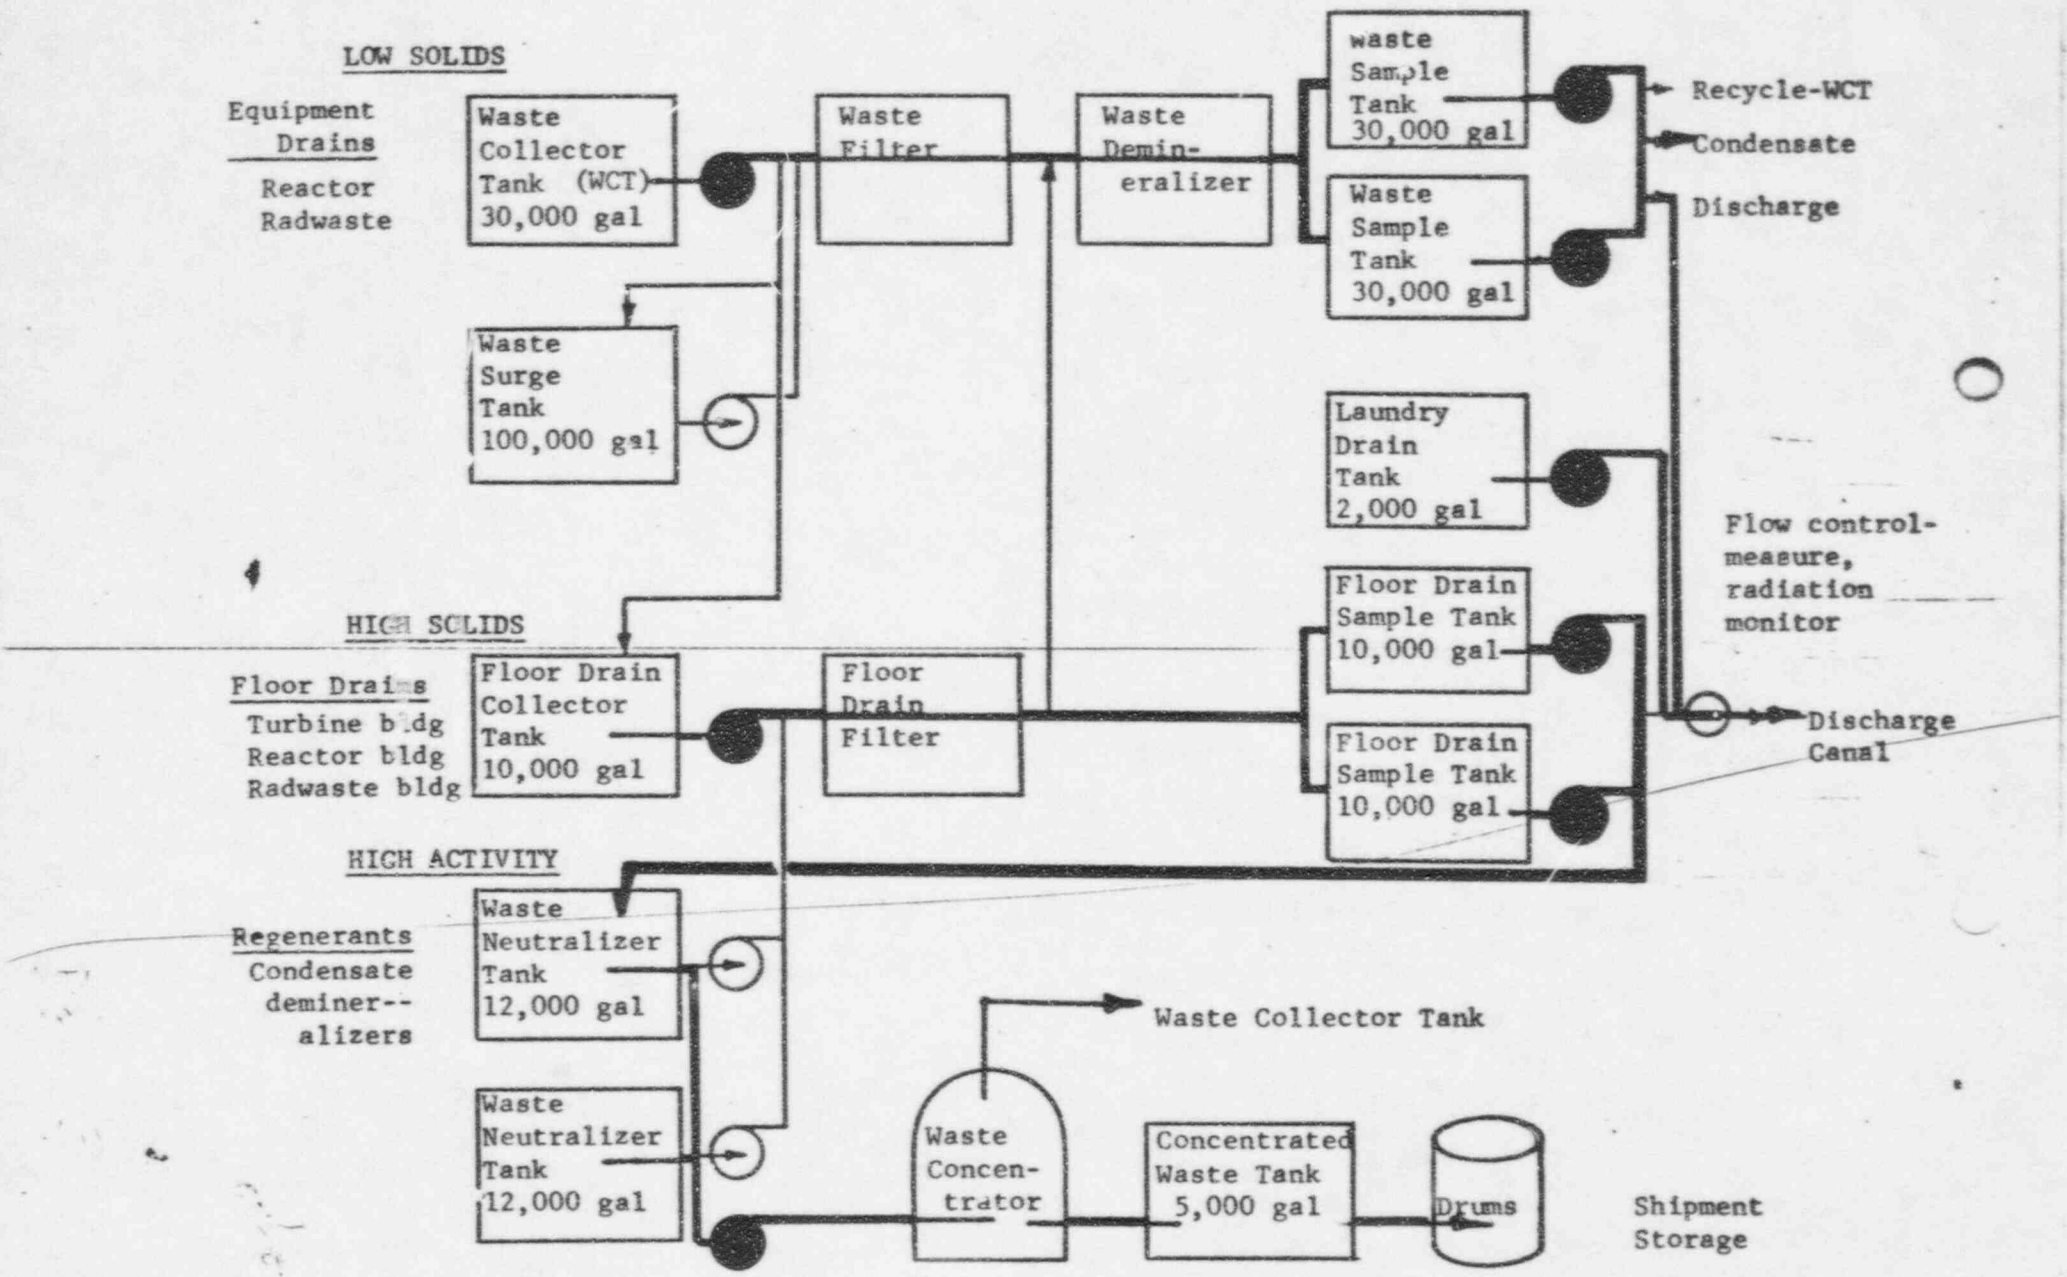 LOW SOLIDS
Equipment
Drains
Reactor
Radwaste
Waste
Collector
Tank (WCT)
30,000 gal
Waste
Filter
Waste
Demin-
eralizer
Waste
Sample
Tank
30,000 gal
Waste
Sample
Tank
30,000 gal
Recycle-WCT
Condensate
Discharge
Waste
Surge
Tank
100,000 gal
Laundry
Drain
Tank
2,000 gal
Flow control-
measure,
radiation
monitor
HIGH SOLIDS
Floor Drains
Turbine bldg
Reactor bldg
Radwaste bldg
Floor Drain
Collector
Tank
10,000 gal
Floor
Drain
Filter
Floor Drain
Sample Tank
10,000 gal
Floor Drain
Sample Tank
10,000 gal
Discharge
Canal
HIGH ACTIVITY
Regenerants
Condensate
deminer--
alizers
Waste
Neutralizer
Tank
12,000 gal
Waste
Neutralizer
Tank
12,000 gal
Waste Collector Tank
Waste
Concen-
trator
Concentrated
Waste Tank
5,000 gal
Drums
Shipment
Storage